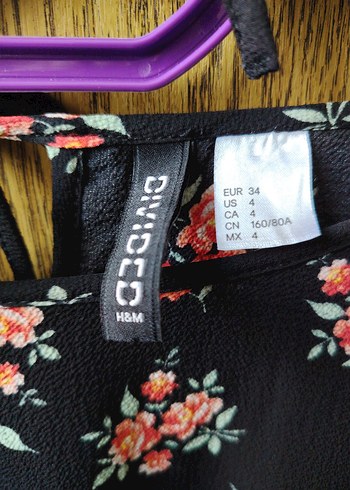 DIVIDED
H&M
EUR 34
US 4
CA 4
CN 160/80A
MX 4